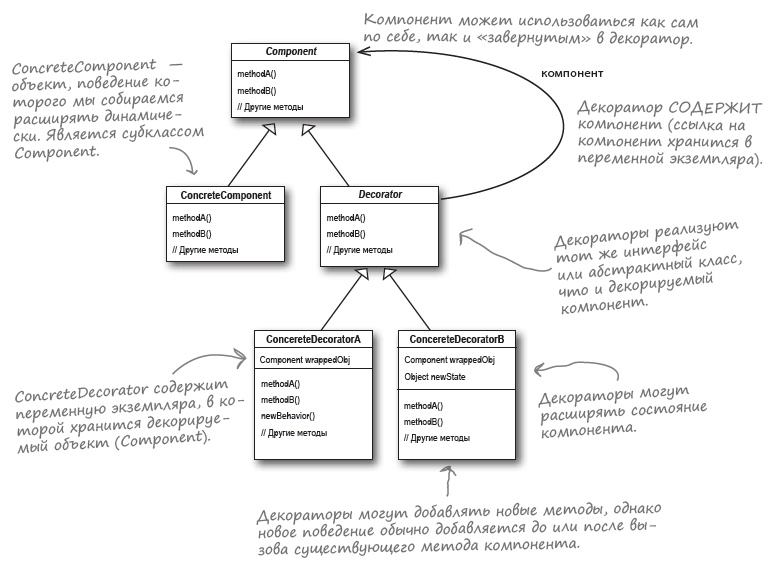 Компонент может использоваться как сам
по себе, так и «завернутым» в декоратор.
Component
methodA()
methodB()
// Другие методы
компонент
ConcreteComponent —
объект, поведение ко-
торого мы собираемся
расширять динамиче-
ски. Является субклассом
Component.
Декоратор СОДЕРЖИТ
компонент (ссылка на
компонент хранится в
переменной экземпляра).
ConcreteComponent
methodA()
methodB()
// Другие методы
Decorator
methodA()
methodB()
// Другие методы
Декораторы реализуют
тот же интерфейс
или абстрактный класс,
что и декорируемый
компонент.
ConcereteDecoratorA
Component wrappedObj
methodA()
methodB()
newBehavior()
// Другие методы
ConcereteDecoratorB
Component wrappedObj
Object newState
methodA()
methodB()
// Другие методы
ConcreteDecorator содержит
переменную экземпляра, в ко-
торой хранится декорируе-
мый объект (Component).
Декораторы могут
расширять состояние
компонента.
Декораторы могут добавлять новые методы, однако
новое поведение обычно добавляется до или после вы-
зова существующего метода компонента.